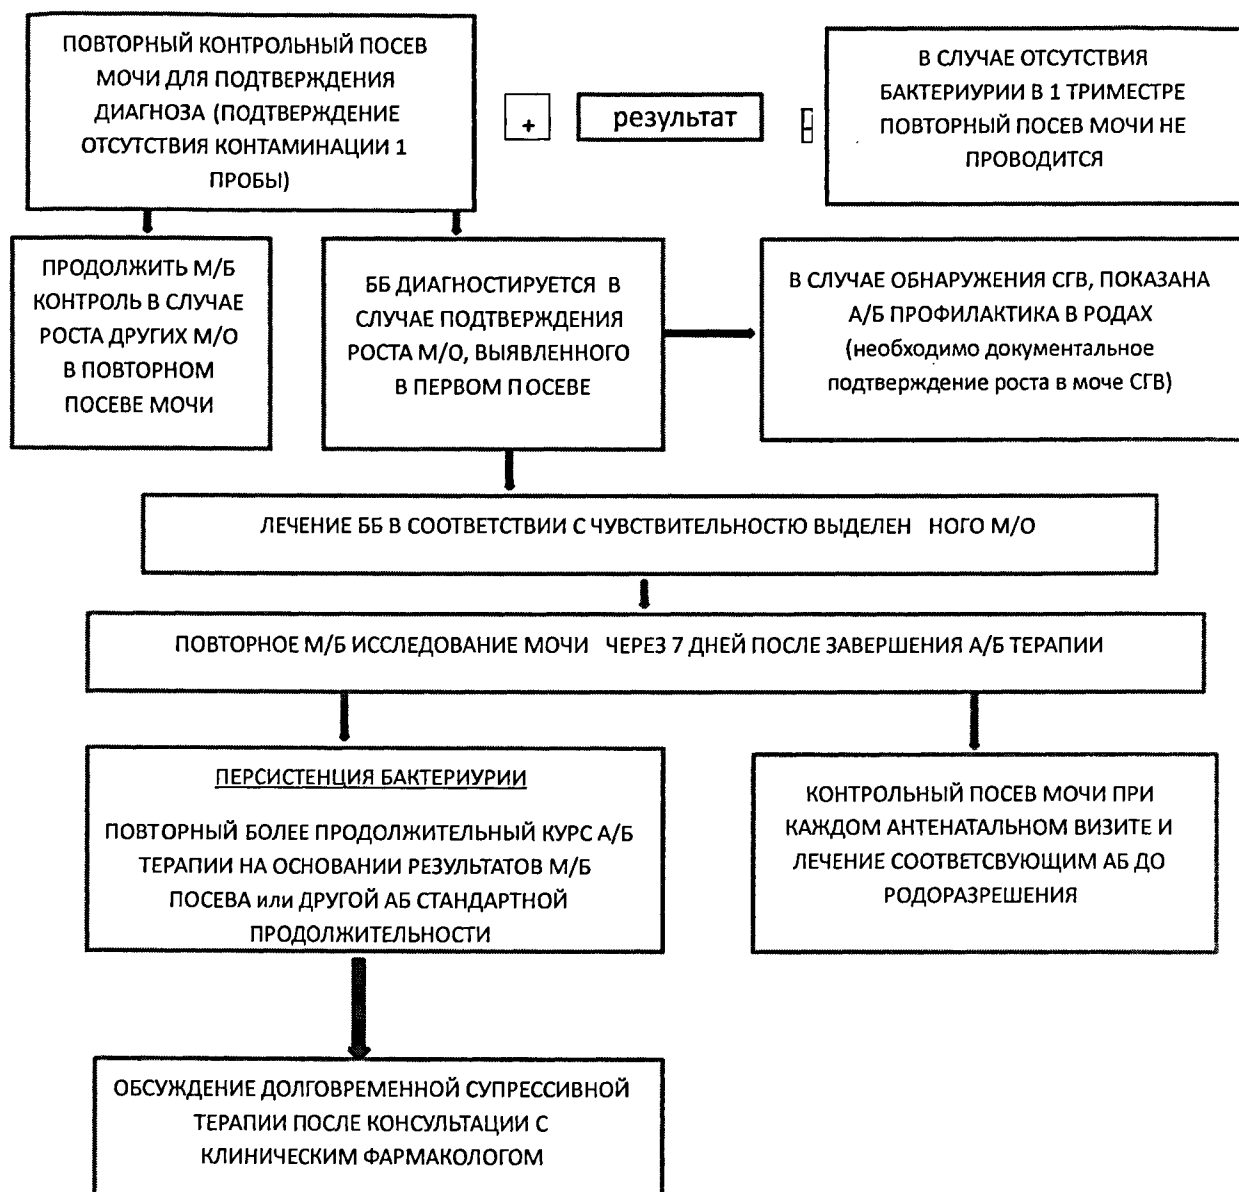 ПОВТОРНЫЙ КОНТРОЛЬНЫЙ ПОСЕВ
МОЧИ ДЛЯ ПОДТВЕРЖДЕНИЯ
ДИАГНОЗА (ПОДТВЕРЖДЕНИЕ
ОТСУТСТВИЯ КОНТАМИНАЦИИ 1
ПРОБЫ)
+
результат
-
В СЛУЧАЕ ОТСУТСТВИЯ
БАКТЕРИУРИИ В 1 ТРИМЕСТРЕ
ПОВТОРНЫЙ ПОСЕВ МОЧИ НЕ
ПРОВОДИТСЯ
ПРОДОЛЖИТЬ М/Б
КОНТРОЛЬ В СЛУЧАЕ
РОСТА ДРУГИХ М/О
В ПОВТОРНОМ
ПОСЕВЕ МОЧИ
ББ ДИАГНОСТИРУЕТСЯ В
СЛУЧАЕ ПОДТВЕРЖДЕНИЯ
РОСТА М/О, ВЫЯВЛЕННОГО
В ПЕРВОМ ПОСЕВЕ
В СЛУЧАЕ ОБНАРУЖЕНИЯ СГВ, ПОКАЗАНА
А/Б ПРОФИЛАКТИКА В РОДАХ
(необходимо документальное
подтверждение роста в моче СГВ)
ЛЕЧЕНИЕ ББ В СООТВЕТСТВИИ С ЧУВСТВИТЕЛЬНОСТЬЮ ВЫДЕЛЕН НОГО М/О
ПОВТОРНОЕ М/Б ИССЛЕДОВАНИЕ МОЧИ ЧЕРЕЗ 7 ДНЕЙ ПОСЛЕ ЗАВЕРШЕНИЯ А/Б ТЕРАПИИ
ПЕРСИСТЕНЦИЯ БАКТЕРИУРИИ
ПОВТОРНЫЙ БОЛЕЕ ПРОДОЛЖИТЕЛЬНЫЙ КУРС А/Б
ТЕРАПИИ НА ОСНОВАНИИ РЕЗУЛЬТАТОВ М/Б
ПОСЕВА или ДРУГОЙ АБ СТАНДАРТНОЙ
ПРОДОЛЖИТЕЛЬНОСТИ
КОНТРОЛЬНЫЙ ПОСЕВ МОЧИ ПРИ
КАЖДОМ АНТЕНАТАЛЬНОМ ВИЗИТЕ И
ЛЕЧЕНИЕ СООТВЕТСВУЮЩИМ АБ ДО
РОДОРАЗРЕШЕНИЯ
ОБСУЖДЕНИЕ ДОЛГОВРЕМЕННОЙ СУПРЕССИВНОЙ
ТЕРАПИИ ПОСЛЕ КОНСУЛЬТАЦИИ С
КЛИНИЧЕСКИМ ФАРМАКОЛОГОМ